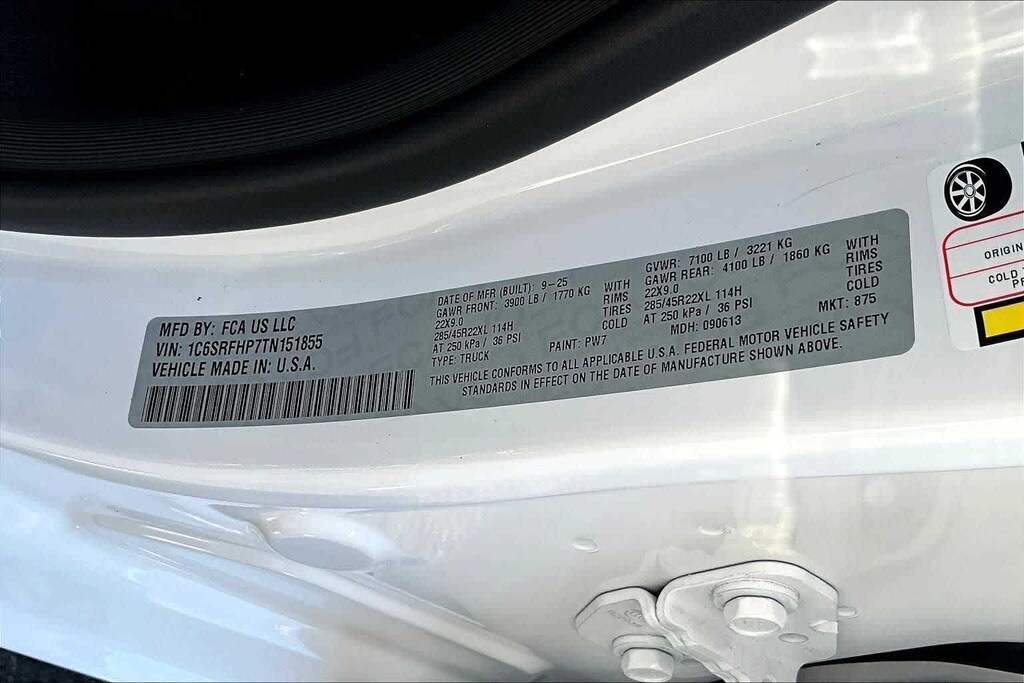 MFD BY: FCA US LLC
VIN: 1C6SRFHP7TN151855
VEHICLE MADE IN: U.S.A.
DATE OF MFR (BUILT): 9-25
GAWR FRONT: 3900 LB / 1770 KG WITH
22X9.0 RIMS
285/45R22XL 114H TIRES
AT 250 kPa / 36 PSI COLD
TYPE: TRUCK PAINT: PW7
GVWR: 7100 LB / 3221 KG
GAWR REAR: 4100 LB / 1860 KG WITH
22X9.0 RIMS
285/45R22XL 114H TIRES
AT 250 kPa / 36 PSI COLD
MDH: 090613 MKT: 875
THIS VEHICLE CONFORMS TO ALL APPLICABLE U.S.A. FEDERAL MOTOR VEHICLE SAFETY
STANDARDS IN EFFECT ON THE DATE OF MANUFACTURE SHOWN ABOVE.
ORIGIN
COLD